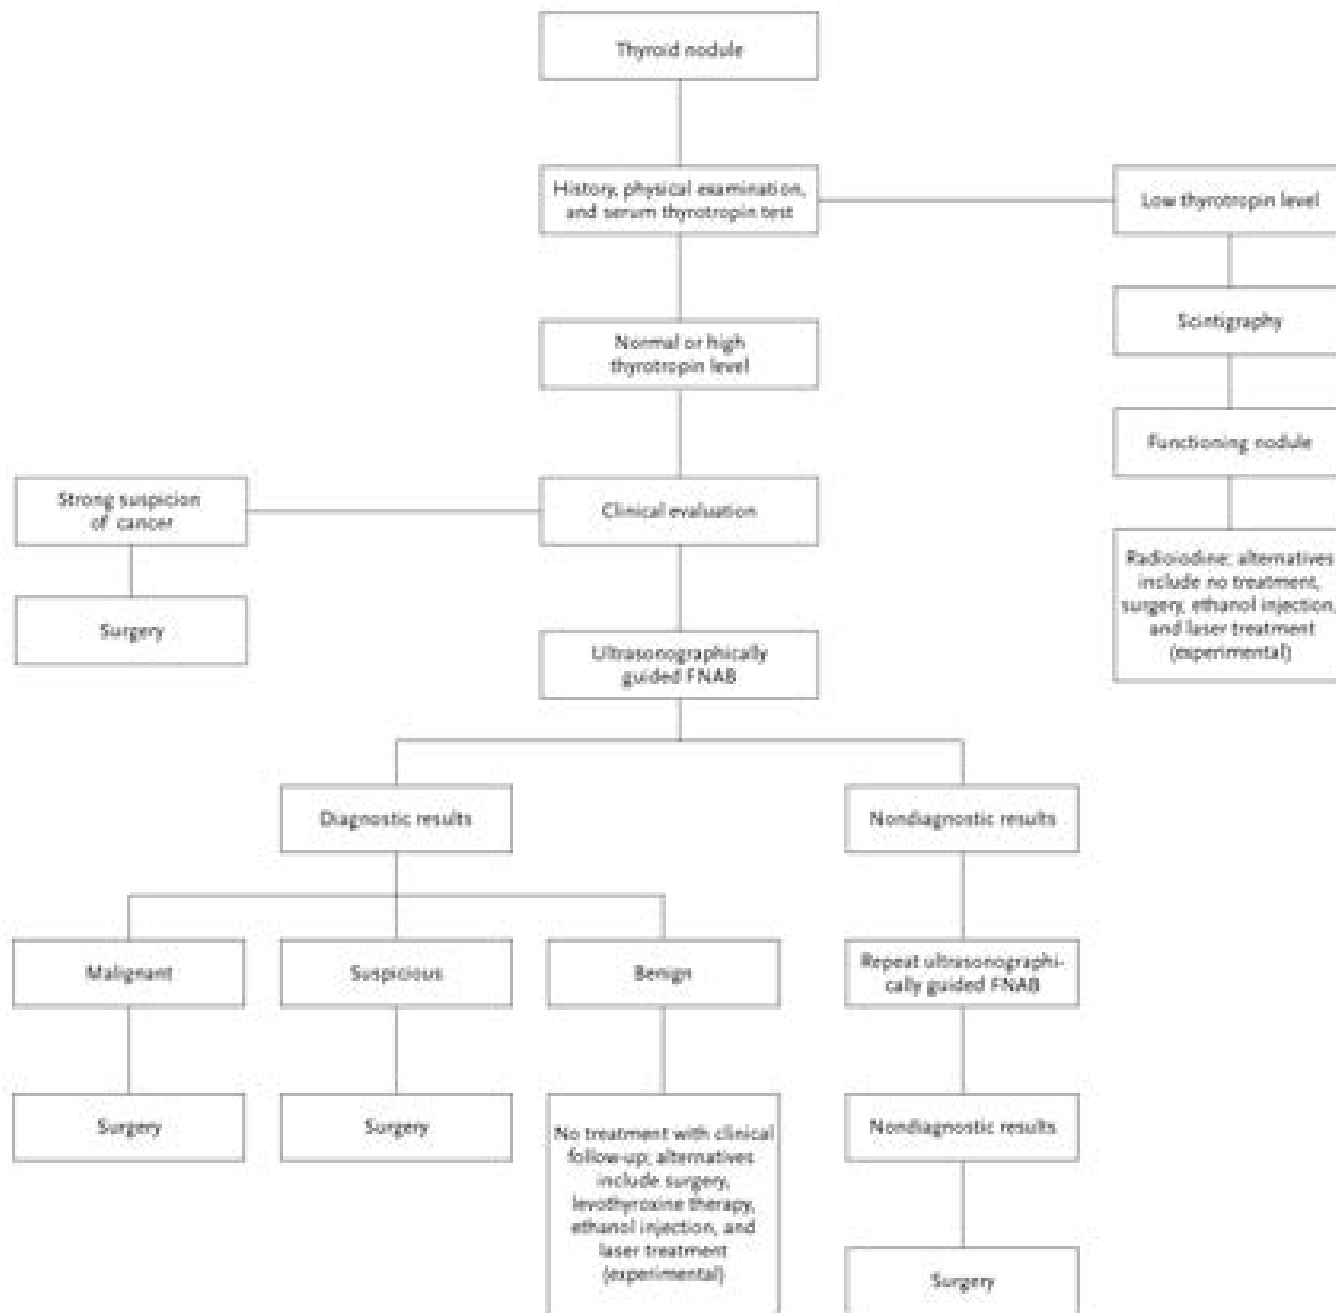 Thyroid nodule
History, physical examination,
and serum thyrotropin test
Low thyrotropin level
Scintigraphy
Normal or high
thyrotropin level
Functioning nodule
Strong suspicion
of cancer
Clinical evaluation
Radioiodine; alternatives
include no treatment,
surgery, ethanol injection,
and laser treatment
(experimental)
Surgery
Ultrasonographically
guided FNAB
Diagnostic results
Nondiagnostic results
Malignant
Suspicious
Benign
Repeat ultrasonographi-
cally guided FNAB
Surgery
Surgery
No treatment with clinical
follow-up; alternatives
include surgery,
levothyroxine therapy,
ethanol injection, and
laser treatment
(experimental)
Nondiagnostic results
Surgery